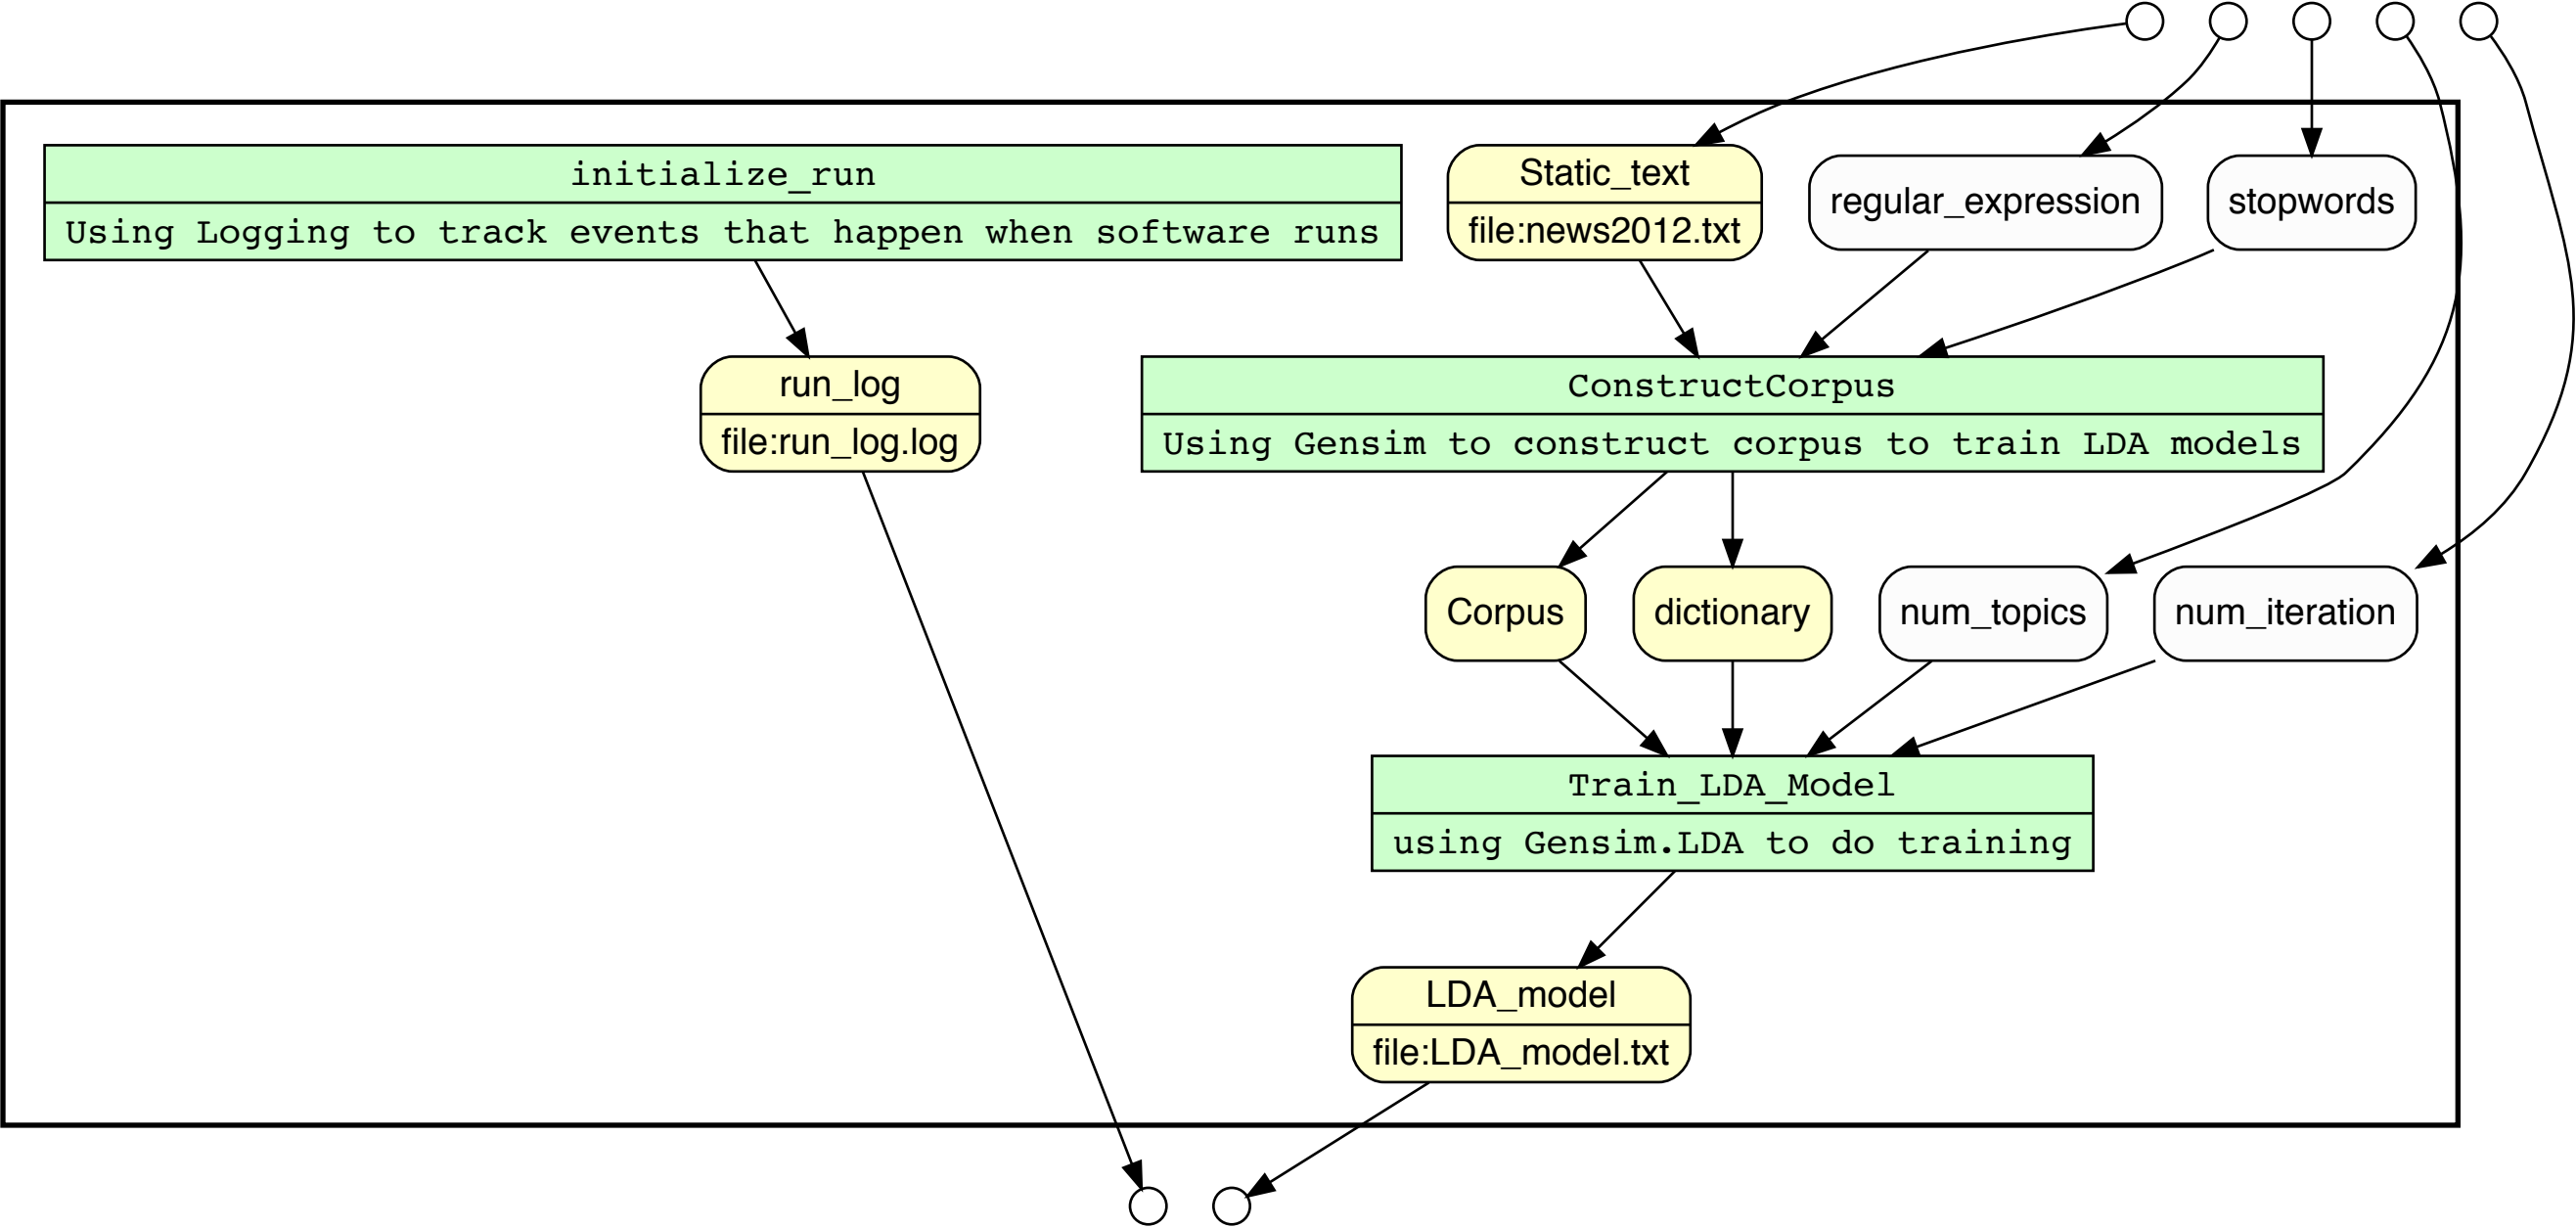 initialize_run
Using Logging to track events that happen when software runs
Static_text
file:news2012.txt
regular_expression
stopwords
run_log
file:run_log.log
ConstructCorpus
Using Gensim to construct corpus to train LDA models
Corpus
dictionary
num_topics
num_iteration
Train_LDA_Model
using Gensim.LDA to do training
LDA_model
file:LDA_model.txt